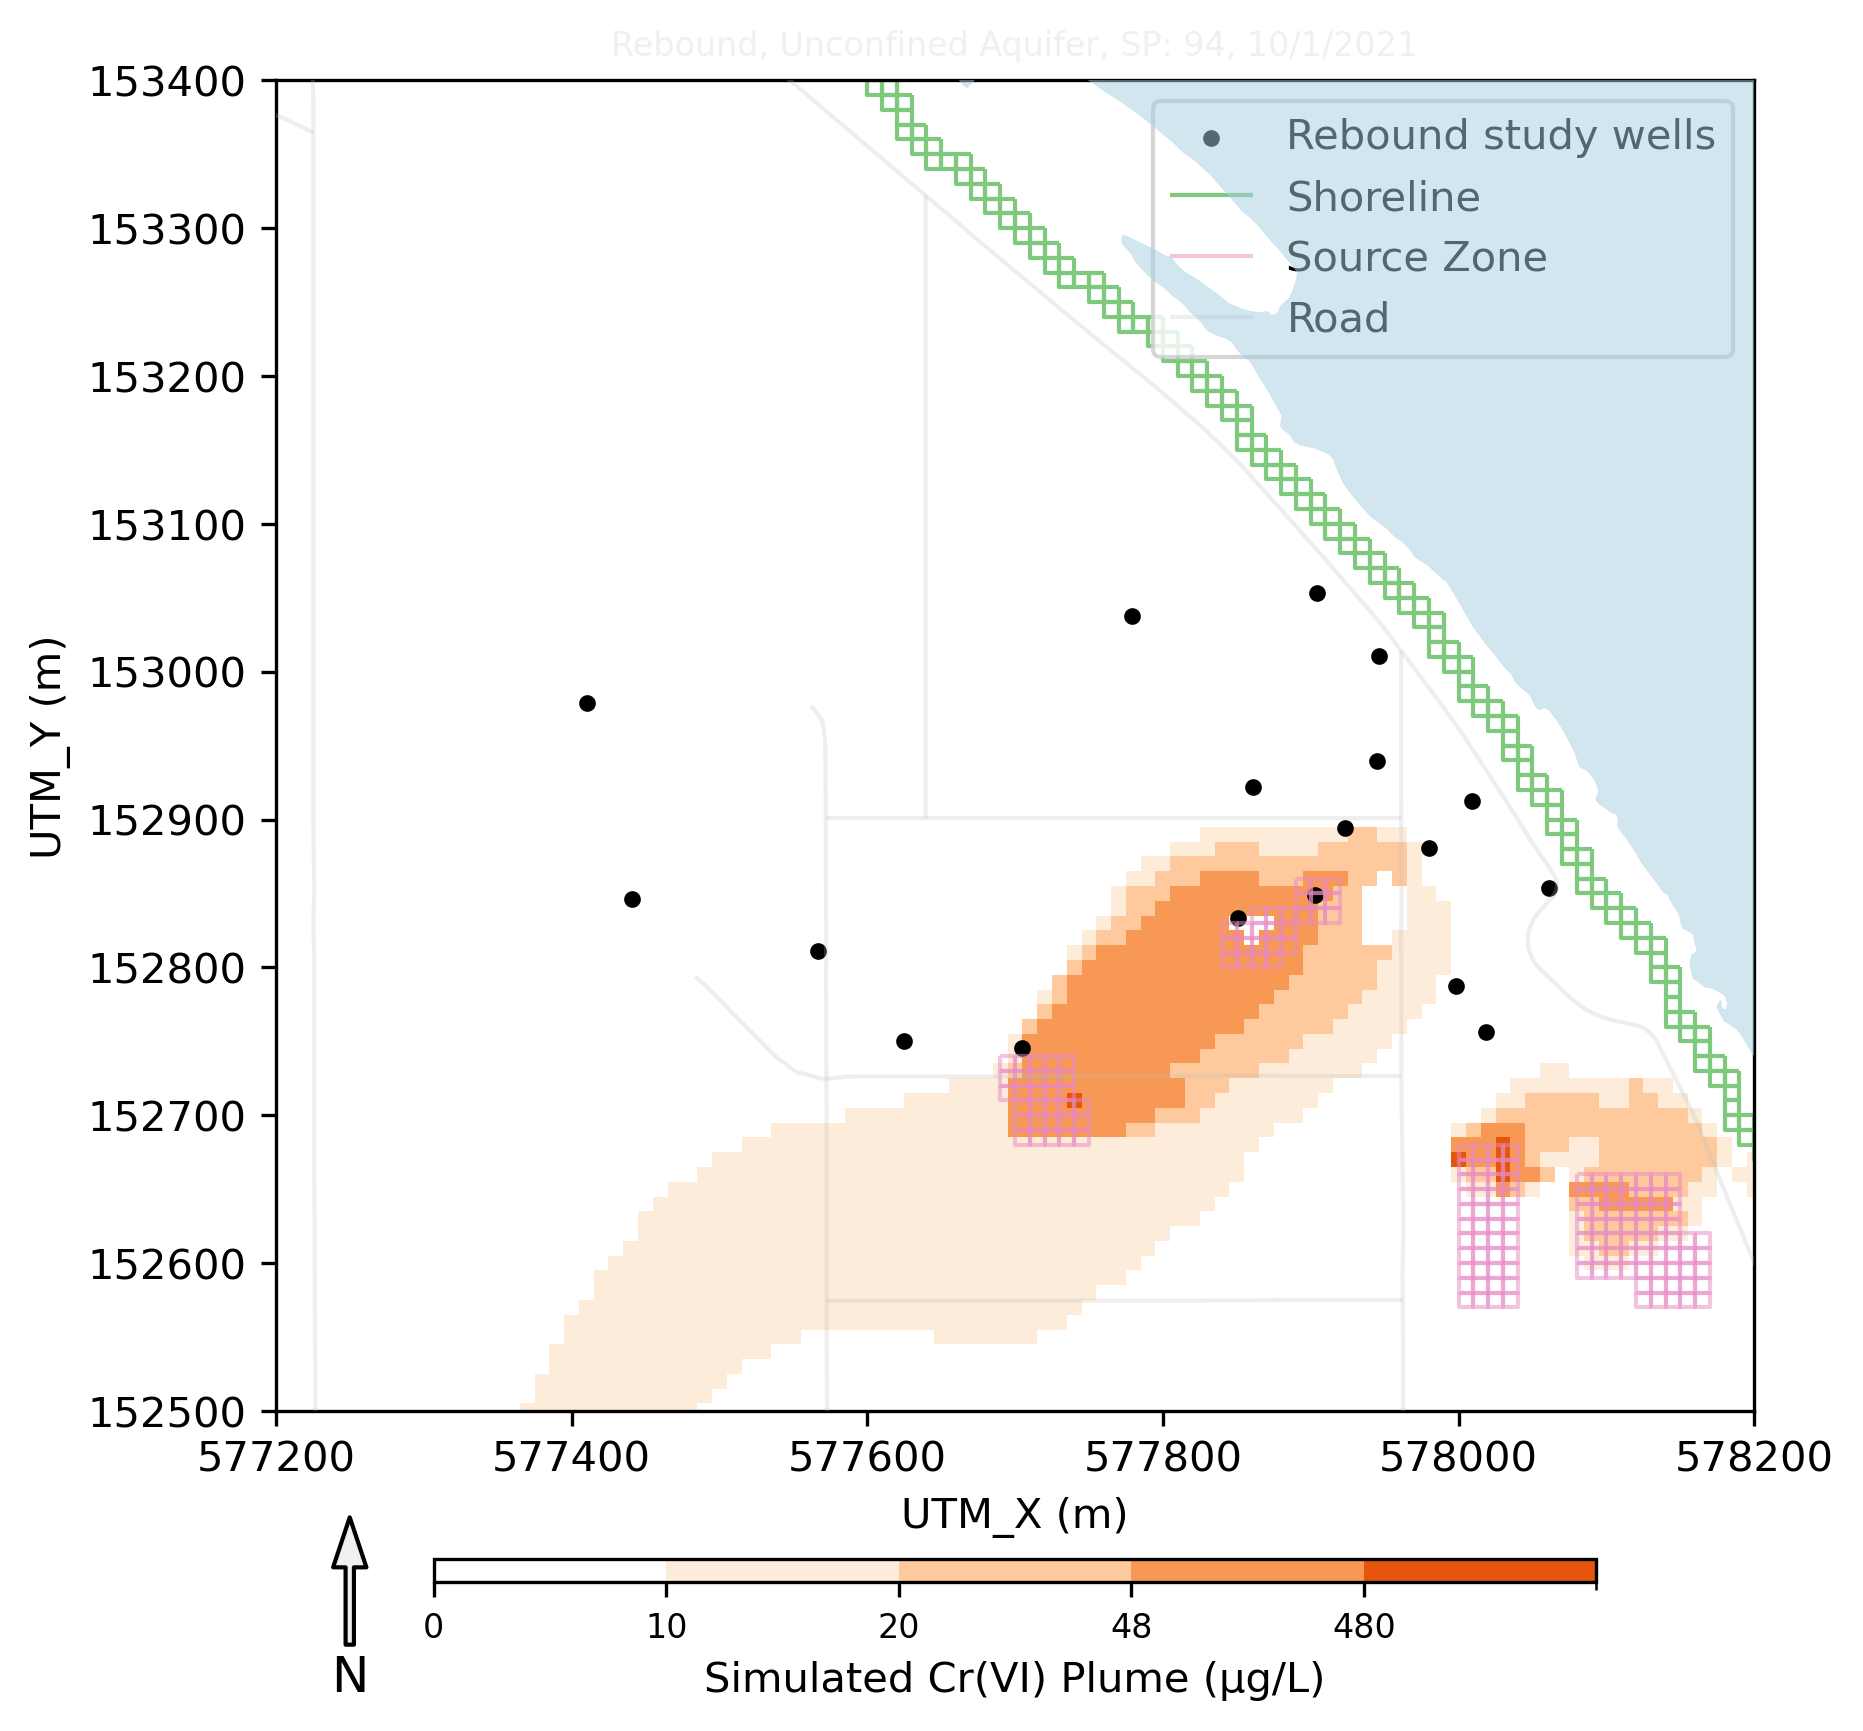 Rebound, Unconfined Aquifer, SP: 94, 10/1/2021
153400
153300
153200
153100
153000
152900
152800
152700
152600
152500
UTM_Y (m)
Rebound study wells
Shoreline
Source Zone
Road
577200
577400
577600
577800
578000
578200
UTM_X (m)
N
0
10
20
48
480
Simulated Cr(VI) Plume (μg/L)